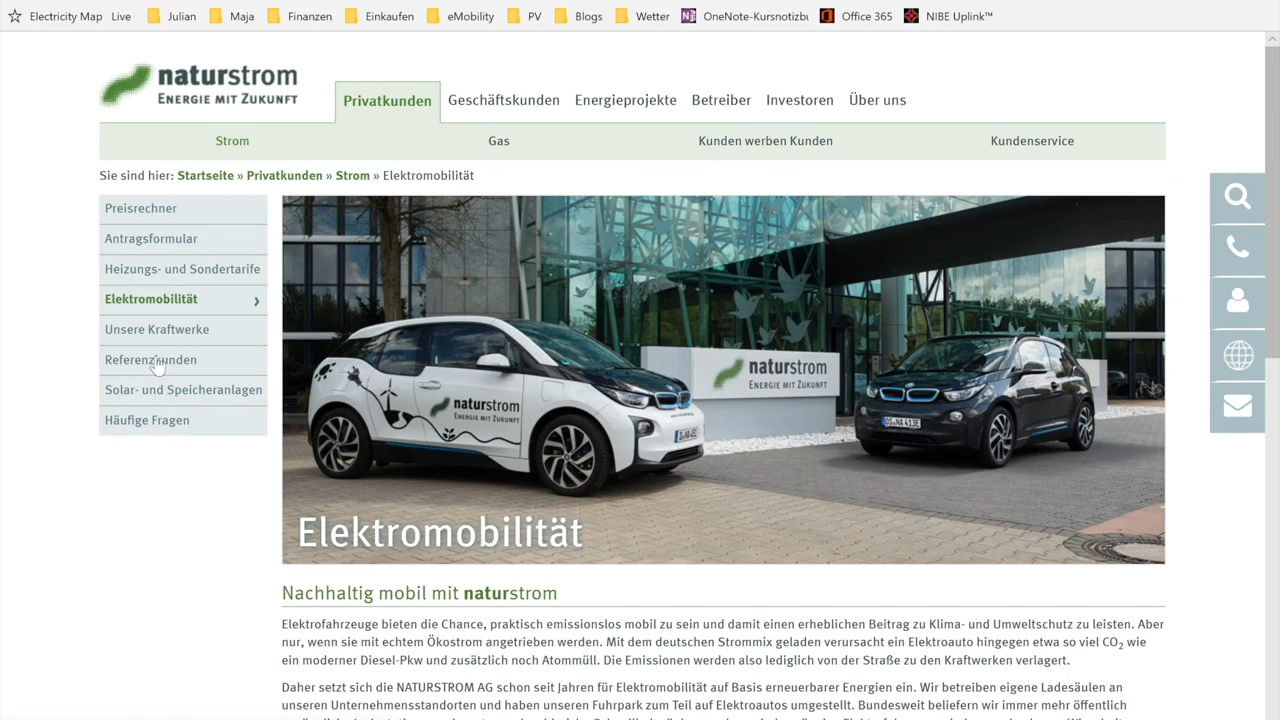 Electricity Map Live
Julian
Maja
Finanzen
Einkaufen
eMobility
PV
Blogs
Wetter
OneNote-Kursnotizbu
Office 365
NIBE Uplink™
naturstrom
ENERGIE MIT ZUKUNFT
Privatkunden
Geschäftskunden
Energieprojekte
Betreiber
Investoren
Über uns
Strom
Gas
Kunden werben Kunden
Kundenservice
Sie sind hier: Startseite » Privatkunden » Strom » Elektromobilität
Preisrechner
Antragsformular
Heizungs- und Sondertarife
Elektromobilität
Unsere Kraftwerke
Referenzkunden
Solar- und Speicheranlagen
Häufige Fragen
naturstrom
ENERGIE MIT ZUKUNFT
naturstrom
ENERGIE MIT ZUKUNFT
Elektromobilität
Nachhaltig mobil mit naturstrom
Elektrofahrzeuge bieten die Chance, praktisch emissionslos mobil zu sein und damit einen erheblichen Beitrag zu Klima- und Umweltschutz zu leisten. Aber
nur, wenn sie mit echtem Ökostrom angetrieben werden. Mit dem deutschen Strommix geladen verursacht ein Elektroauto hingegen etwa so viel CO₂ wie
ein moderner Diesel-Pkw und zusätzlich noch Atommüll. Die Emissionen werden also lediglich von der Straße zu den Kraftwerken verlagert.
Daher setzt sich die NATURSTROM AG schon seit Jahren für Elektromobilität auf Basis erneuerbarer Energien ein. Wir betreiben eigene Ladesäulen an
unseren Unternehmensstandorten und haben unseren Fuhrpark zum Teil auf Elektroautos umgestellt. Bundesweit beliefern wir immer mehr öffentlich